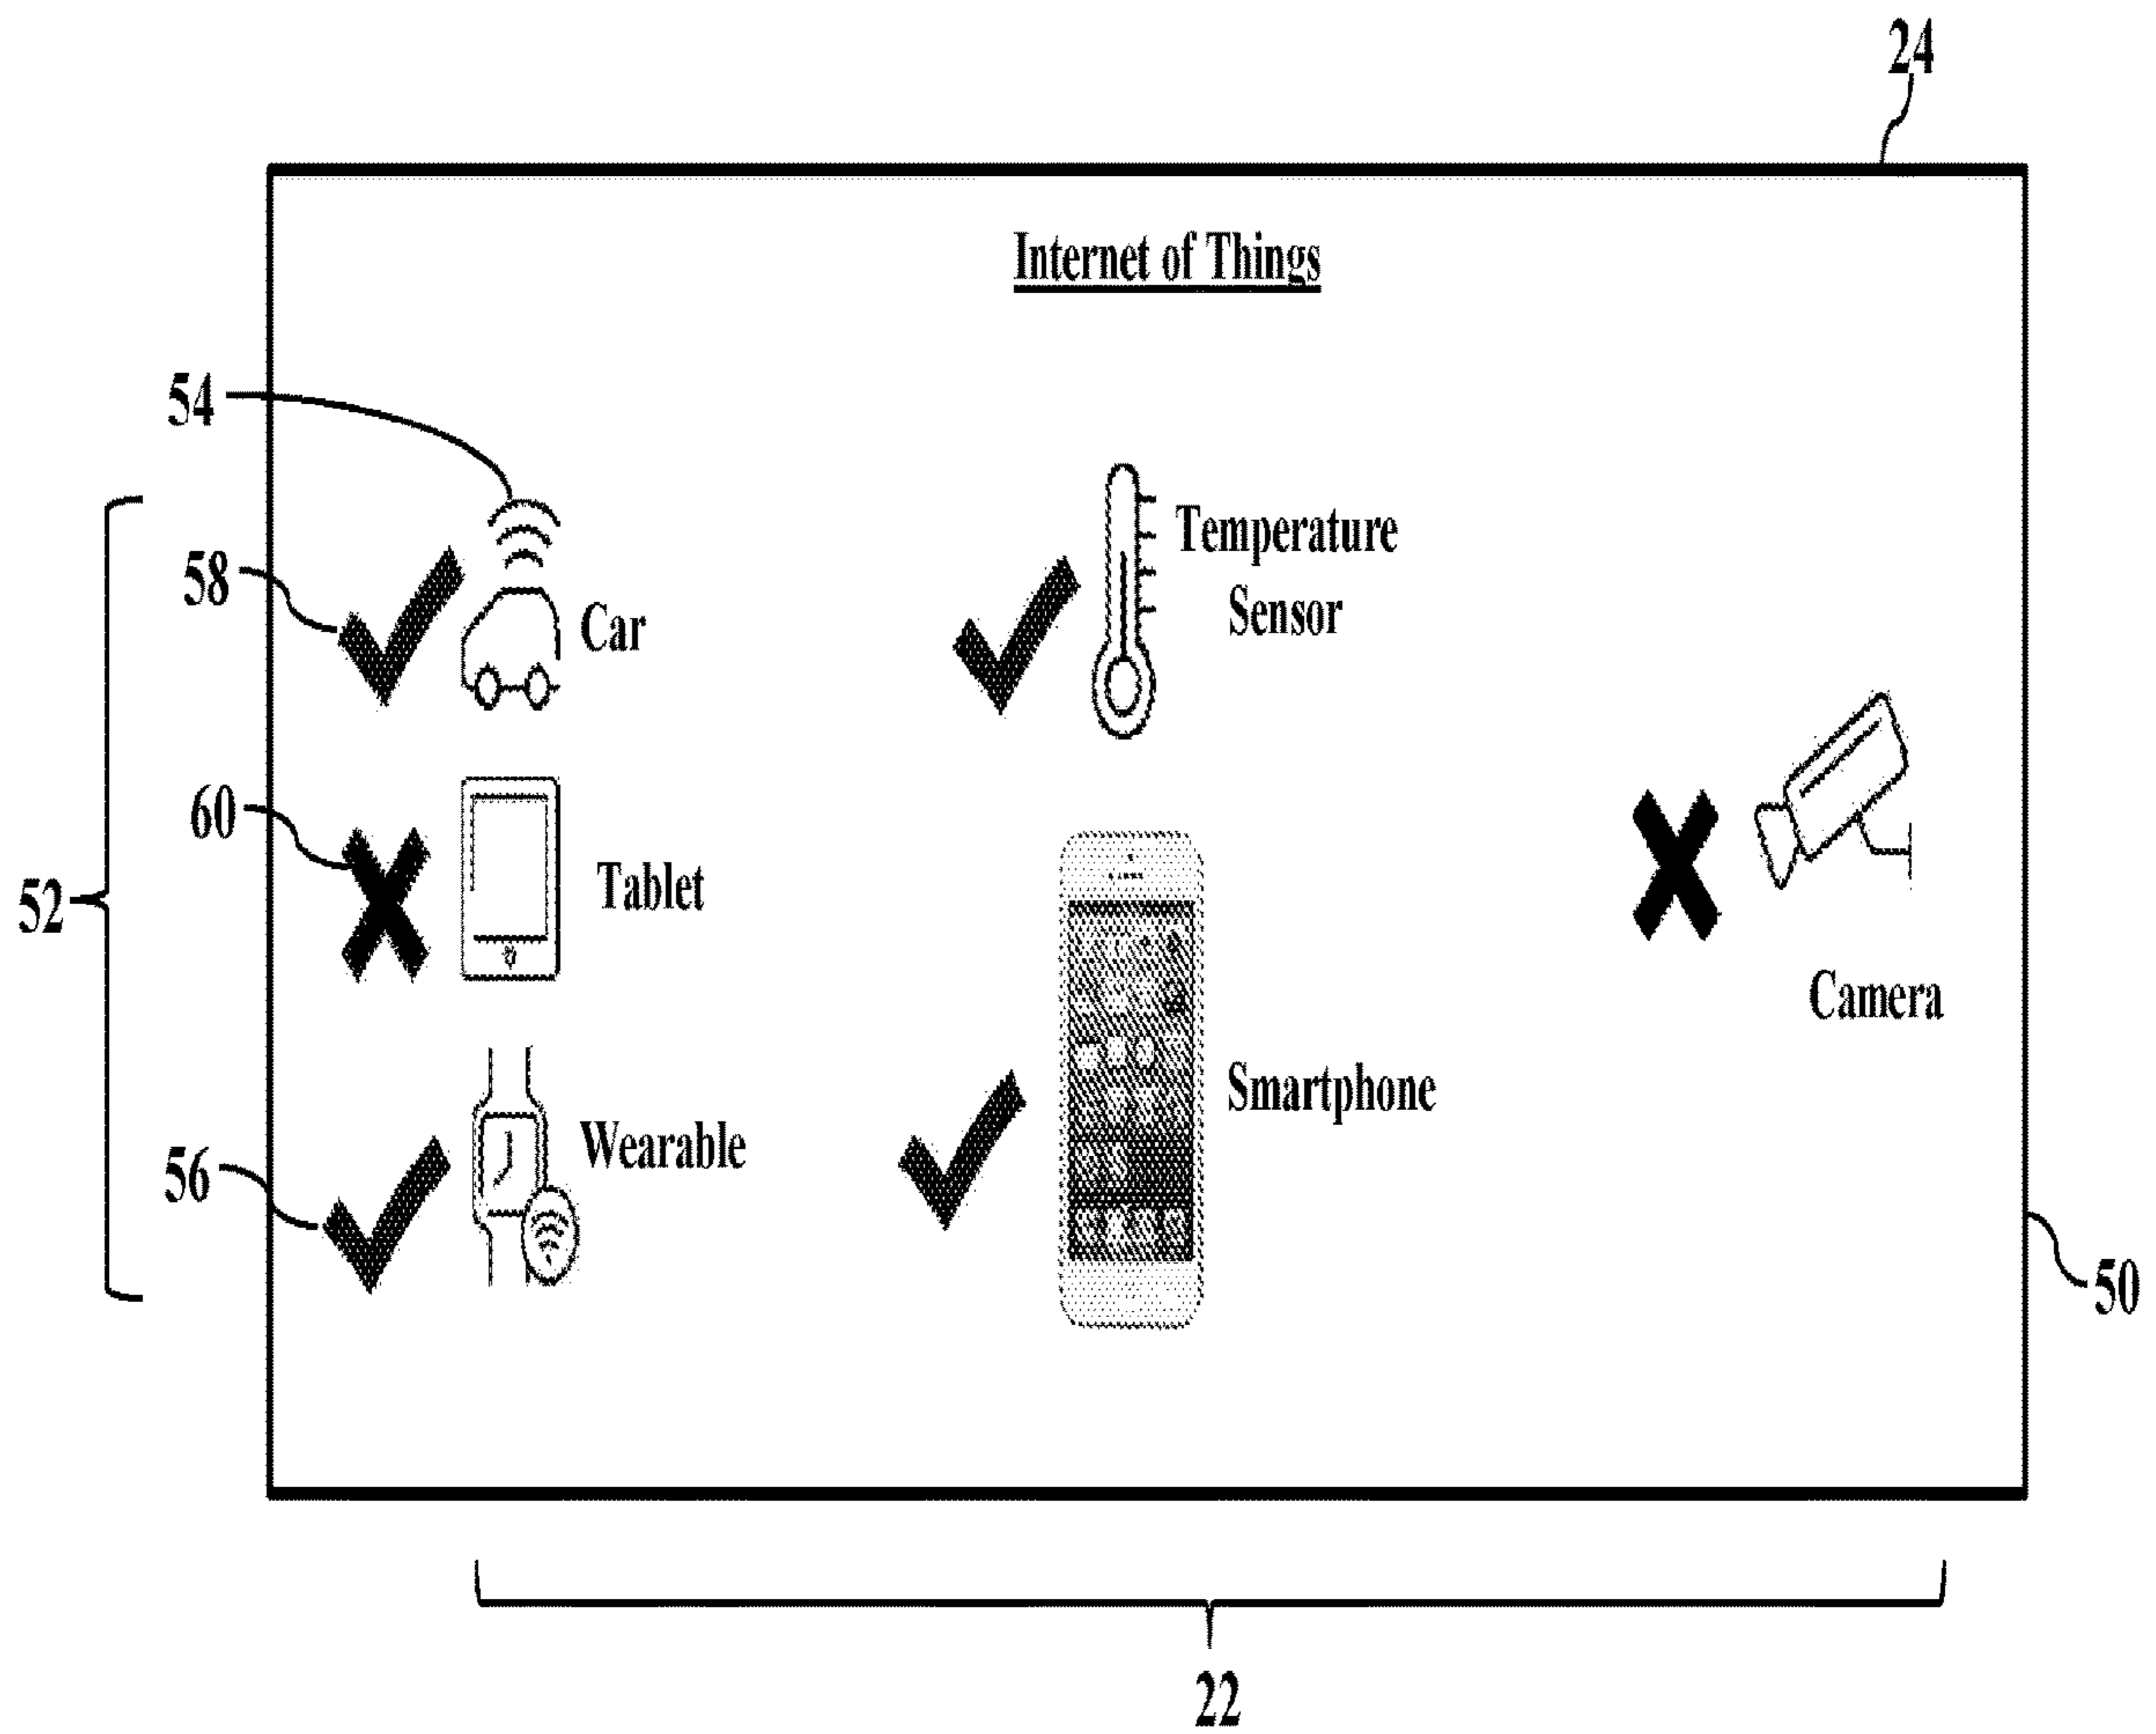 24
Internet of Things
54
58
Car
Temperature
Sensor
60
Tablet
52
Camera
Smartphone
56
Wearable
50
22